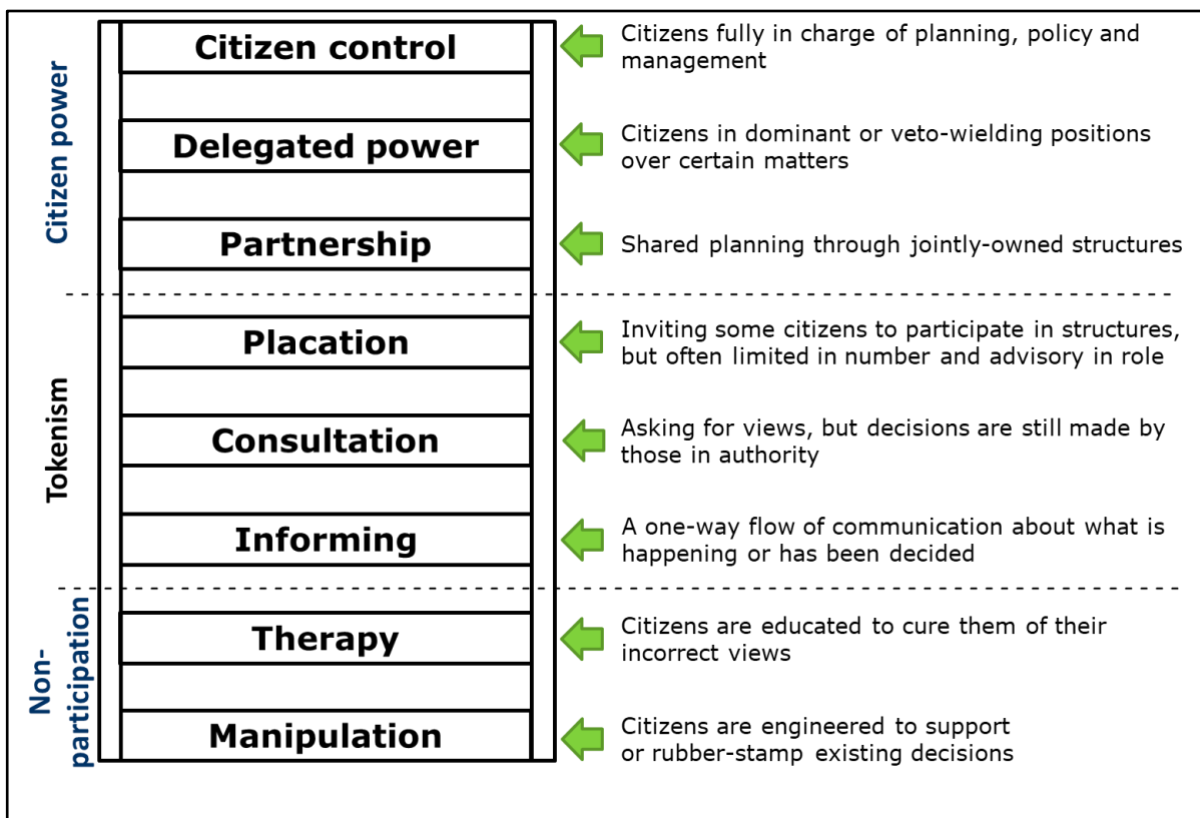 Citizen power
Citizen control
Citizens fully in charge of planning, policy and
management
Delegated power
Citizens in dominant or veto-wielding positions
over certain matters
Partnership
Shared planning through jointly-owned structures
Tokenism
Placation
Inviting some citizens to participate in structures,
but often limited in number and advisory in role
Consultation
Asking for views, but decisions are still made by
those in authority
Informing
A one-way flow of communication about what is
happening or has been decided
Non-
participation
Therapy
Citizens are educated to cure them of their
incorrect views
Manipulation
Citizens are engineered to support
or rubber-stamp existing decisions